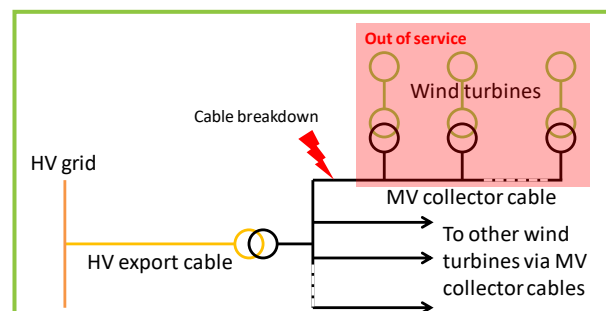 Out of service
Wind turbines
Cable breakdown
HV grid
MV collector cable
HV export cable
To other wind
turbines via MV
collector cables